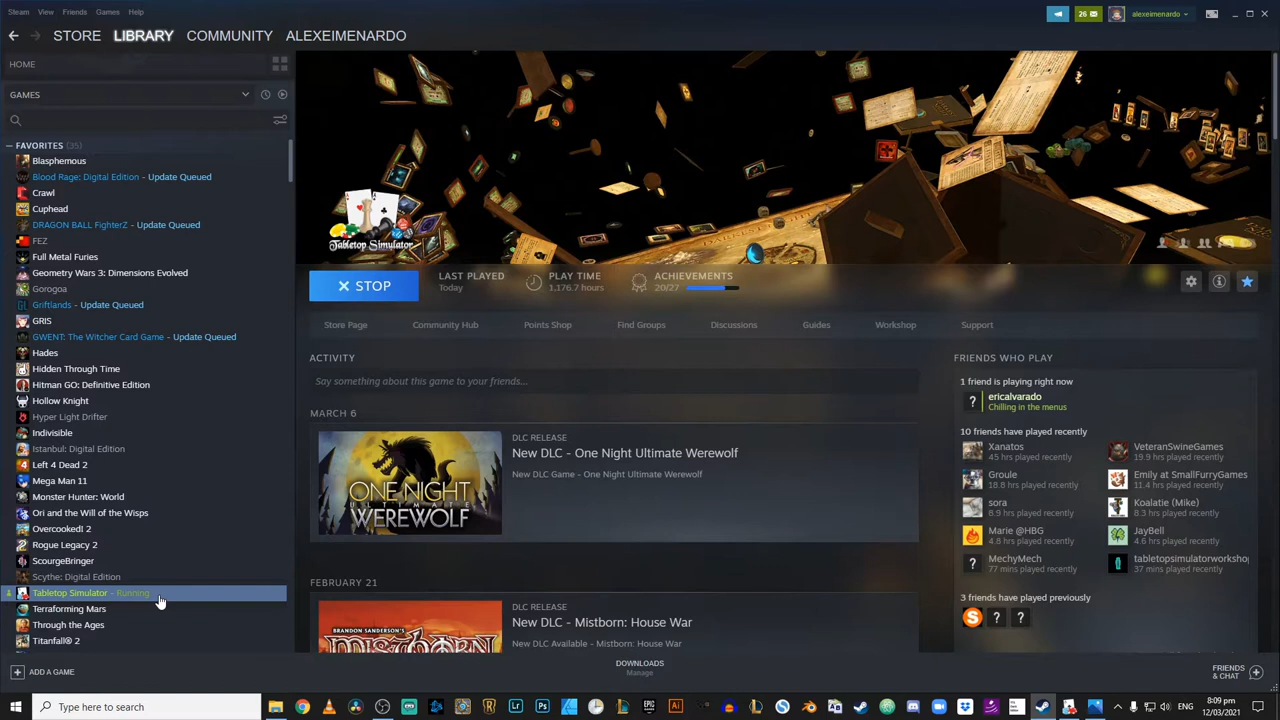 Steam View Friends Games Help
26 alexeimenardo
STORE LIBRARY COMMUNITY ALEXEIMENARDO
HOME
GAMES
FAVORITES (35)
Blasphemous
Blood Rage: Digital Edition - Update Queued
Crawl
Cuphead
DRAGON BALL FighterZ - Update Queued
FEZ
Full Metal Furies
Geometry Wars 3: Dimensions Evolved
Gorogoa
Griftlands - Update Queued
GRIS
GWENT: The Witcher Card Game - Update Queued
Hades
Hidden Through Time
Hitman GO: Definitive Edition
Hollow Knight
Hyper Light Drifter
Indivisible
Istanbul: Digital Edition
Left 4 Dead 2
Mega Man 11
Monster Hunter: World
Ori and the Will of the Wisps
Overcooked! 2
Rogue Legacy 2
ScourgeBringer
Scythe: Digital Edition
Tabletop Simulator - Running
Terraforming Mars
Through the Ages
Titanfall® 2
ADD A GAME
Tabletop Simulator
STOP
LAST PLAYED
Today
PLAY TIME
1,176.7 hours
ACHIEVEMENTS
20/27
Store Page Community Hub Points Shop Find Groups Discussions Guides Workshop Support
ACTIVITY
Say something about this game to your friends...
MARCH 6
ONE NIGHT
ULTIMATE
WEREWOLF
DLC RELEASE
New DLC - One Night Ultimate Werewolf
New DLC Game - One Night Ultimate Werewolf
FEBRUARY 21
BRANDON SANDERSON'S
MISTBORN
DLC RELEASE
New DLC - Mistborn: House War
New DLC Available - Mistborn: House War
FRIENDS WHO PLAY
1 friend is playing right now
ericalvarado
Chilling in the menus
10 friends have played recently
Xanatos
45 hrs played recently
VeteranSwineGames
19.9 hrs played recently
Groule
18.8 hrs played recently
Emily at SmallFurryGames
11.4 hrs played recently
sora
8.9 hrs played recently
Koalatie (Mike)
8.3 hrs played recently
Marie @HBG
4.8 hrs played recently
JayBell
4.6 hrs played recently
MechyMech
77 mins played recently
tabletopsimulatorworksho
37 mins played recently
3 friends have played previously
DOWNLOADS
Manage
FRIENDS
& CHAT
Type here to search
8:09 pm
12/03/2021